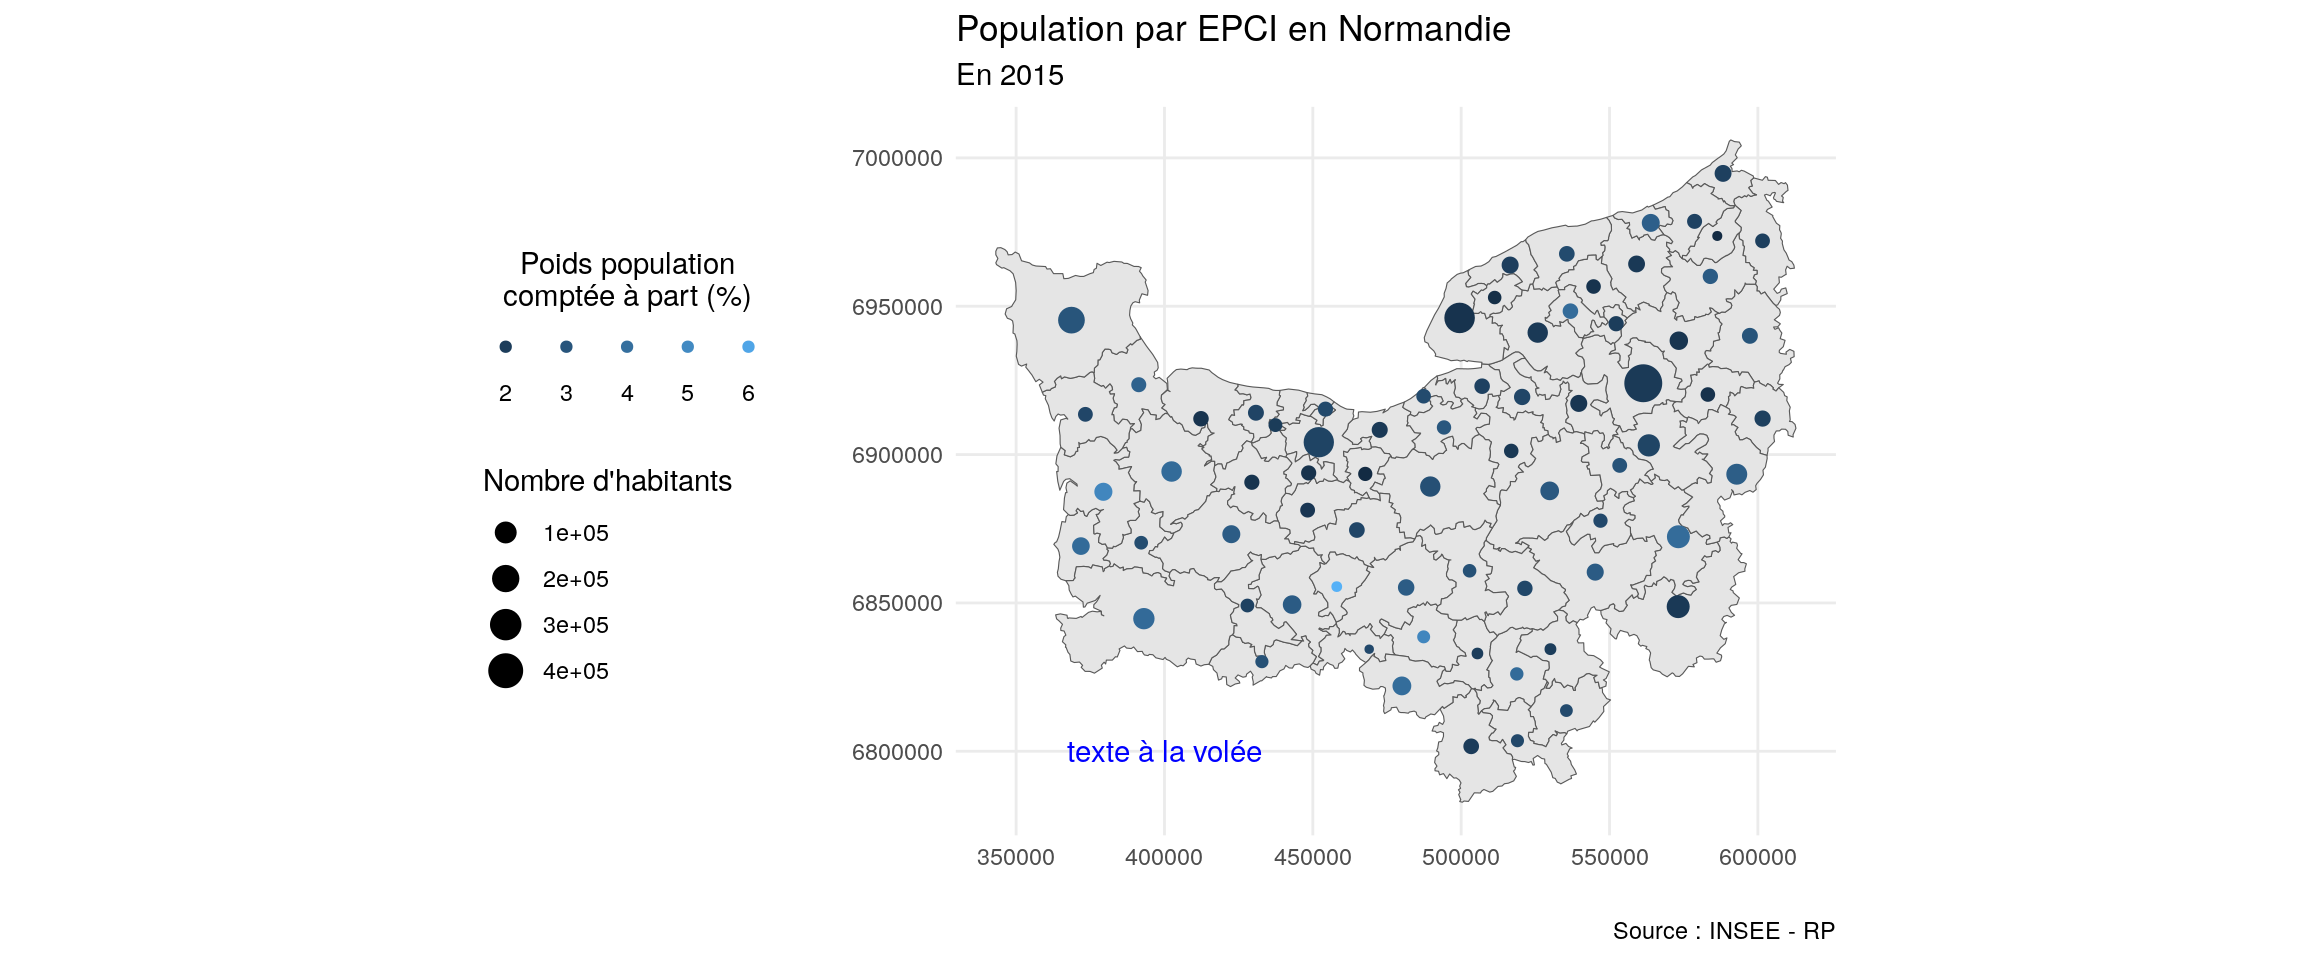 Population par EPCI en Normandie
En 2015
Poids population
comptée à part (%)
2 3 4 5 6
Nombre d'habitants
1e+05
2e+05
3e+05
4e+05
7000000
6950000
6900000
6850000
6800000
texte à la volée
350000 400000 450000 500000 550000 600000
Source : INSEE - RP